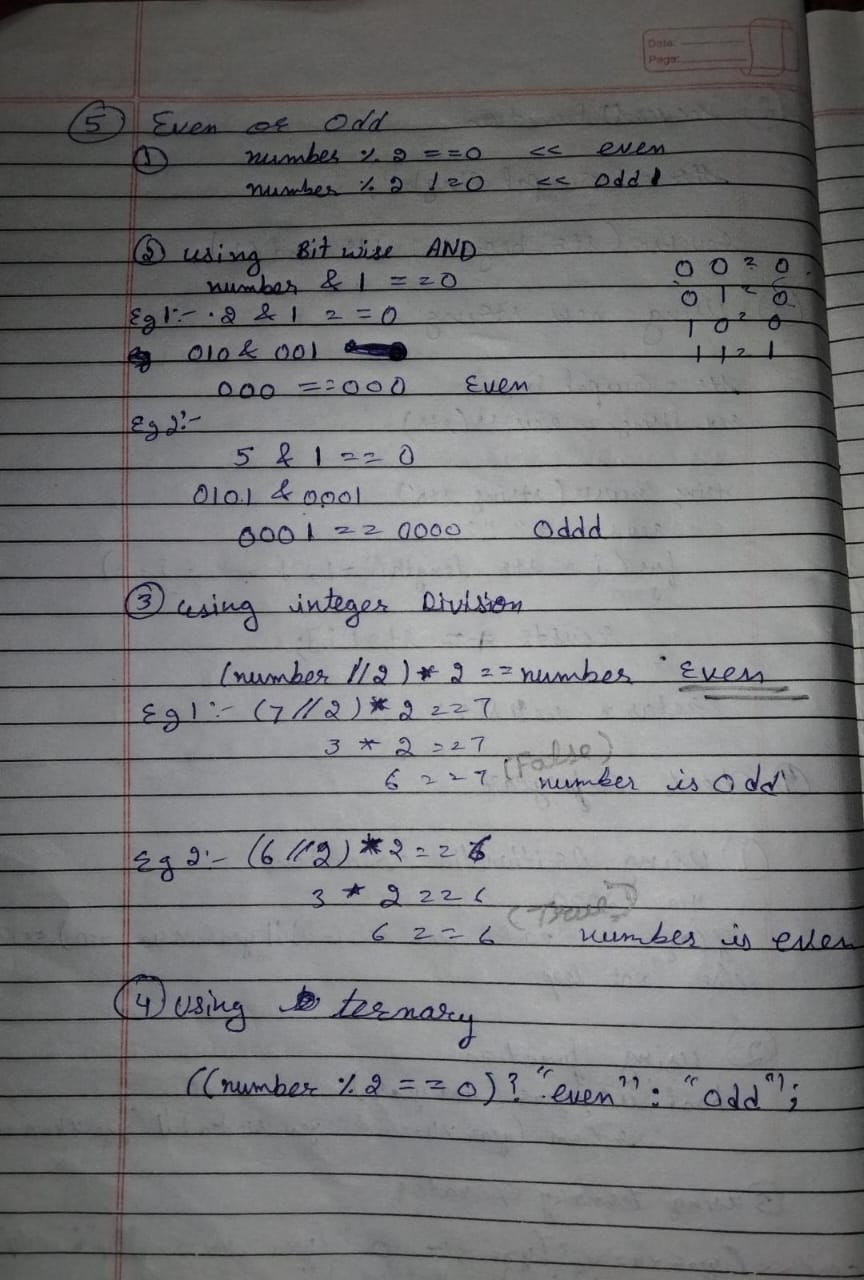 Date:
Page:
5 Even or Odd
1 number % 2 == 0 << even
number % 2 != 0 << odd
2 using Bit wise AND
number & 1 == 0
0 0 = 0
0 1 = 0
1 0 = 0
1 1 = 1
Eg 1:- 2 & 1 == 0
010 & 001
000 == 000 Even
Eg 2:-
5 & 1 == 0
0101 & 0001
0001 == 0000 Oddd
3 using integer Division
(number //2) * 2 == number Even
Eg 1:- (7//2) * 2 == 7
3 * 2 == 7
6 == 7 (False) number is odd
Eg 2:- (6//2) * 2 == 6
3 * 2 == 6
6 == 6 (True) number is even
4 using ternary
((number % 2 == 0) ? "even" : "odd");